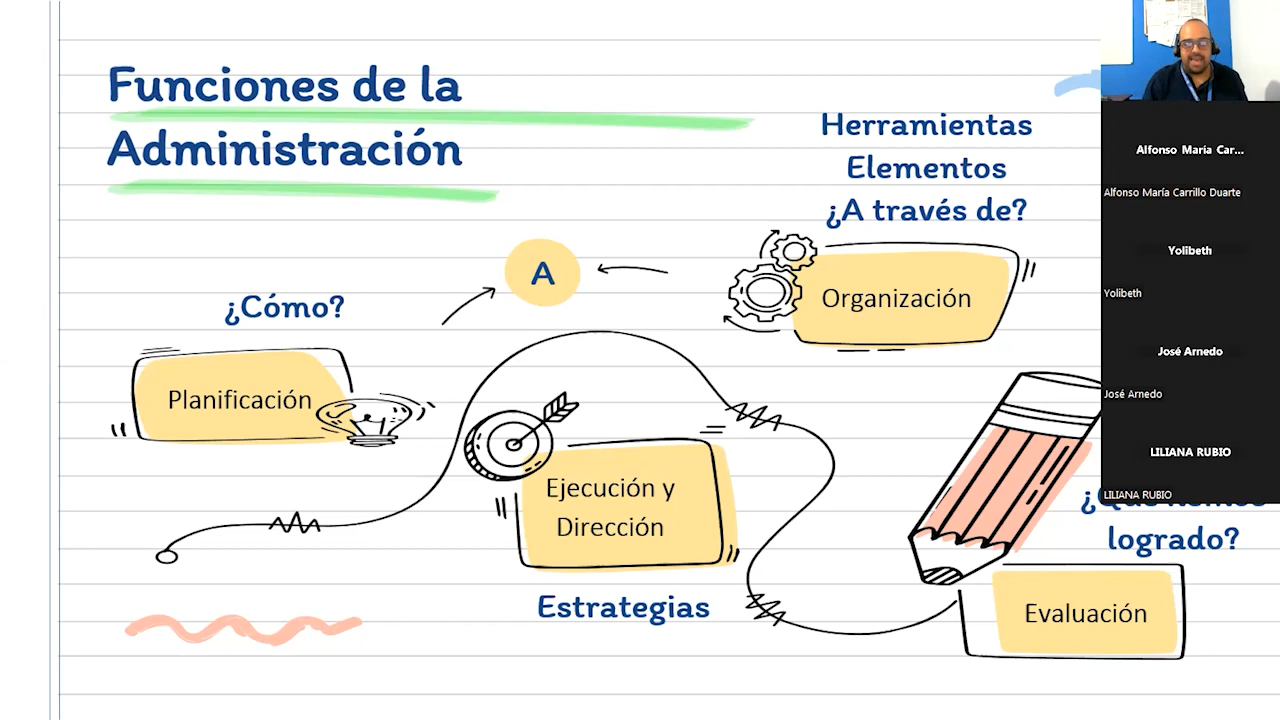 Funciones de la
Administración
Herramientas
Elementos
¿A través de?
A
¿Cómo?
Organización
Planificación
Ejecución y
Dirección
Estrategias
logrado?
Evaluación
Alfonso María Car...
Alfonso María Carrillo Duarte
Yolibeth
Yolibeth
José Arnedo
José Arnedo
LILIANA RUBIO
LILIANA RUBIO